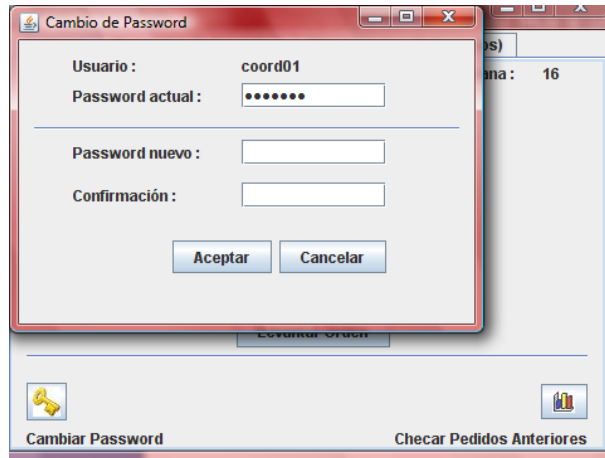 Cambio de Password
os)
Usuario : coord01
ana : 16
Password actual : •••••••
Password nuevo :
Confirmación :
Aceptar Cancelar
Levantar Orden
Cambiar Password Checar Pedidos Anteriores